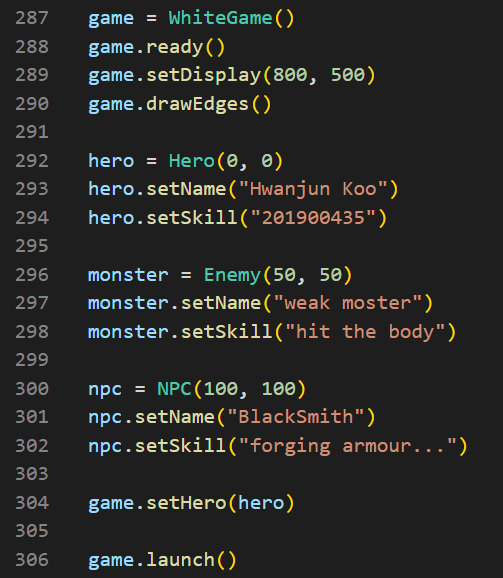 287 game = WhiteGame()
288 game.ready()
289 game.setDisplay(800, 500)
290 game.drawEdges()
291
292 hero = Hero(0, 0)
293 hero.setName("Hwanjun Koo")
294 hero.setSkill("201900435")
295
296 monster = Enemy(50, 50)
297 monster.setName("weak moster")
298 monster.setSkill("hit the body")
299
300 npc = NPC(100, 100)
301 npc.setName("BlackSmith")
302 npc.setSkill("forging armour...")
303
304 game.setHero(hero)
305
306 game.launch()